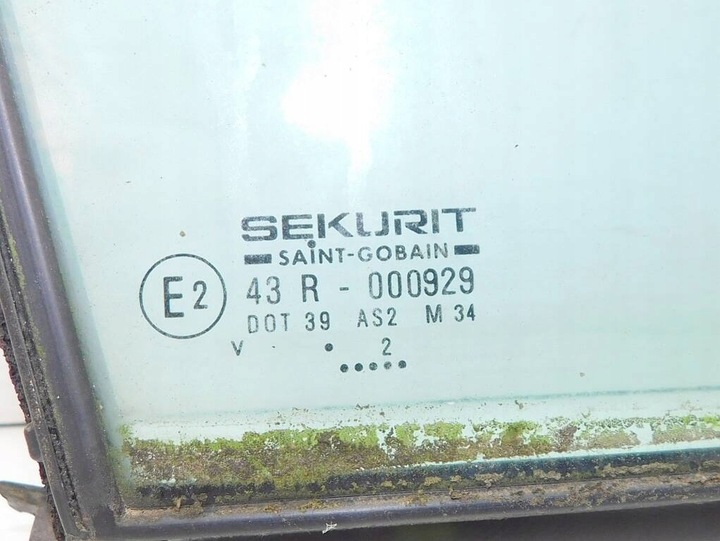 SEKURIT
SAINT-GOBAIN
E2 43 R - 000929
DOT 39 AS2 M 34
V • 2
•••••